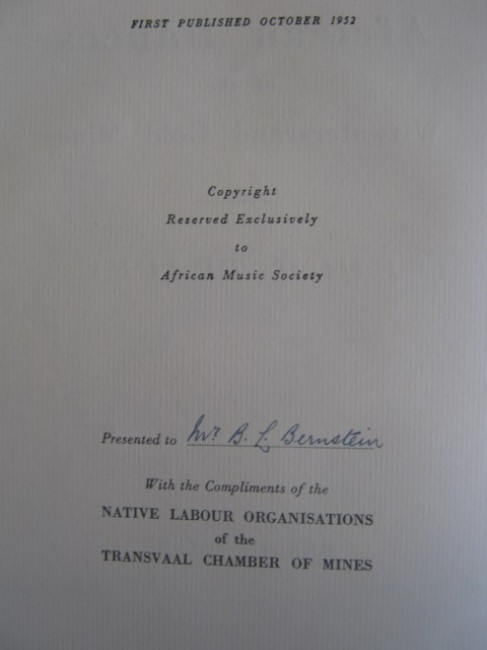 FIRST PUBLISHED OCTOBER 1952
Copyright
Reserved Exclusively
to
African Music Society
Presented to Mr. B. L. Bernstein
With the Compliments of the
NATIVE LABOUR ORGANISATIONS
of the
TRANSVAAL CHAMBER OF MINES